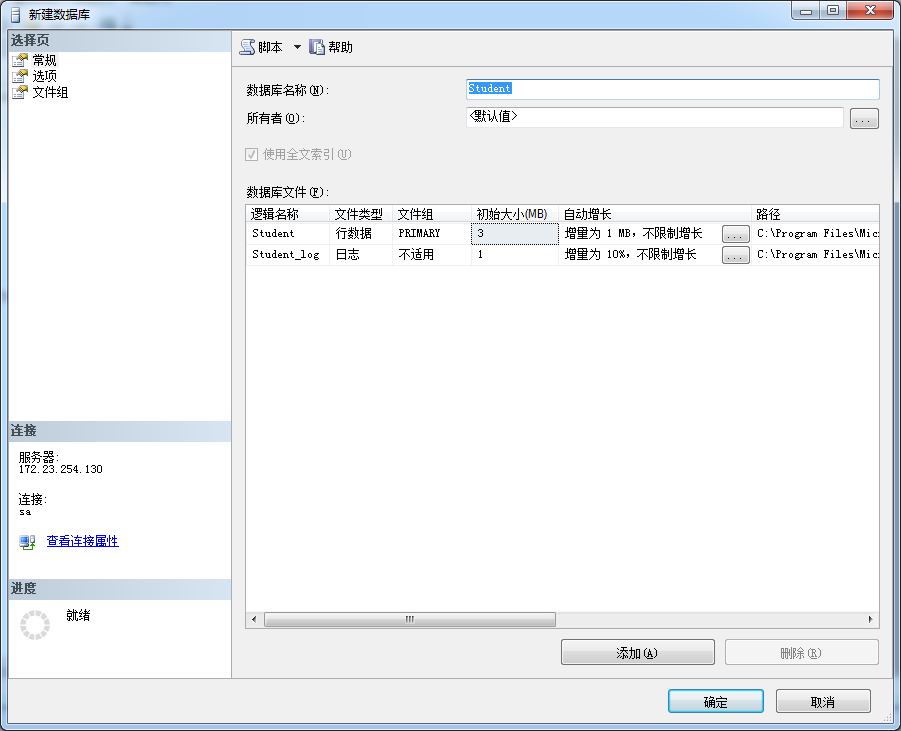 新建数据库
选择页
常规
选项
文件组
脚本 帮助
数据库名称(N): Student
所有者(O): <默认值> ...
使用全文索引(U)
数据库文件(F):
逻辑名称 文件类型 文件组 初始大小(MB) 自动增长 路径
Student 行数据 PRIMARY 3 增量为 1 MB，不限制增长 ... C:\Program Files\Mic
Student_log 日志 不适用 1 增量为 10%，不限制增长 ... C:\Program Files\Mic
连接
服务器:
172.23.254.130
连接:
sa
查看连接属性
进度
就绪
添加(A) 删除(R)
确定 取消